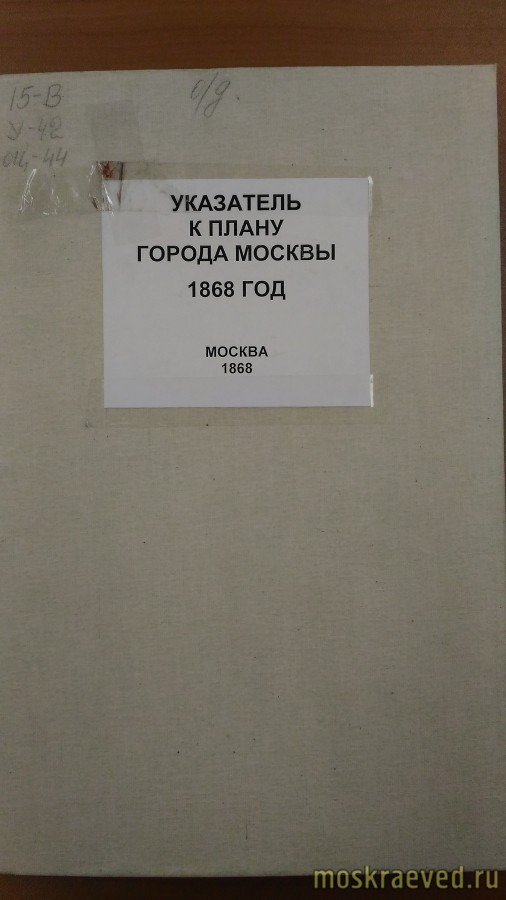 15-В
У-42
оц-44
о/д.
УКАЗАТЕЛЬ
К ПЛАНУ
ГОРОДА МОСКВЫ
1868 ГОД
МОСКВА
1868
moskraeved.ru